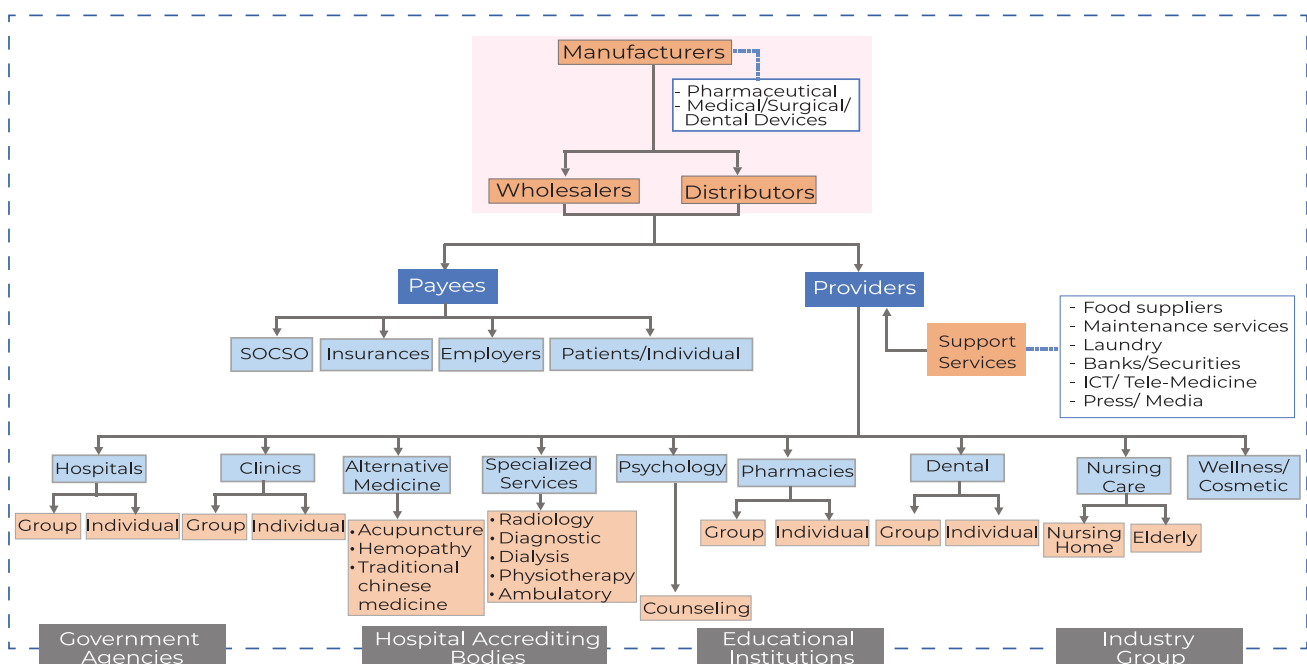 Manufacturers
- Pharmaceutical
- Medical/Surgical/
Dental Devices
Wholesalers
Distributors
Payees
Providers
SOCSO
Insurances
Employers
Patients/Individual
Support
Services
- Food suppliers
- Maintenance services
- Laundry
- Banks/Securities
- ICT/ Tele-Medicine
- Press/ Media
Hospitals
Clinics
Alternative
Medicine
Specialized
Services
Psychology
Pharmacies
Dental
Nursing
Care
Wellness/
Cosmetic
Group
Individual
Group
Individual
• Acupuncture
• Hemopathy
• Traditional
chinese
medicine
• Radiology
• Diagnostic
• Dialysis
• Physiotherapy
• Ambulatory
Counseling
Group
Individual
Group
Individual
Nursing
Home
Elderly
Government
Agencies
Hospital Accrediting
Bodies
Educational
Institutions
Industry
Group